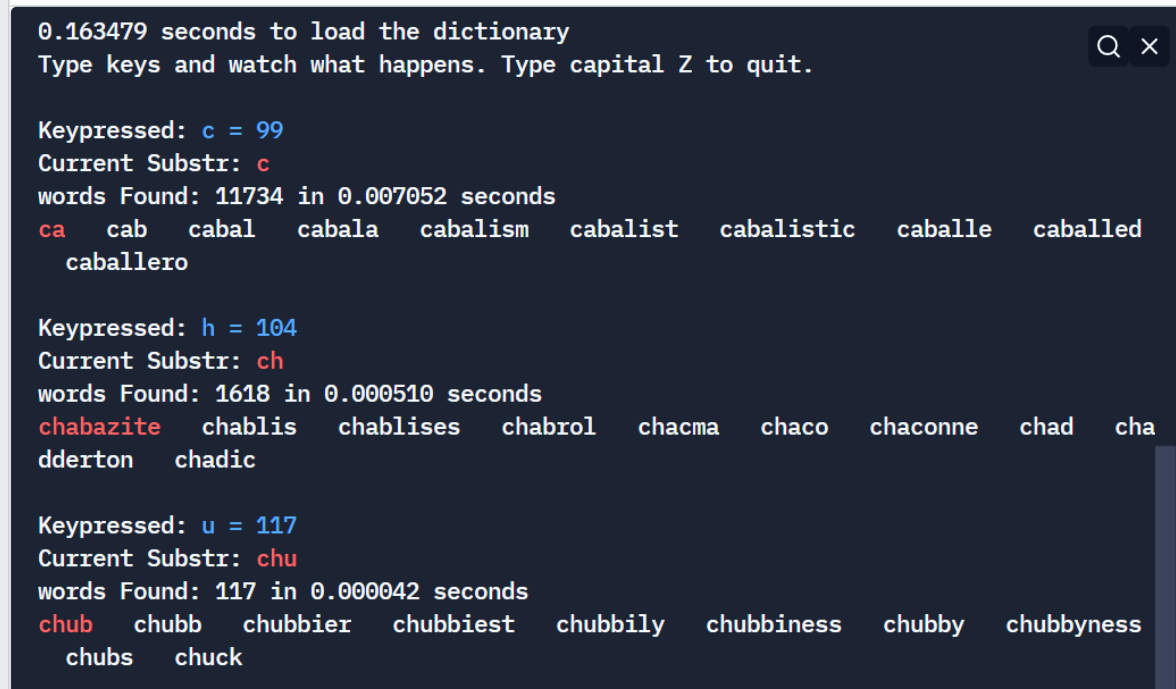 0.163479 seconds to load the dictionary
Type keys and watch what happens. Type capital Z to quit.
Keypressed: c = 99
Current Substr: c
words Found: 11734 in 0.007052 seconds
ca   cab   cabal   cabala   cabalism   cabalist   cabalistic   caballe   caballed
  caballero
Keypressed: h = 104
Current Substr: ch
words Found: 1618 in 0.000510 seconds
chabazite   chablis   chablises   chabrol   chacma   chaco   chaconne   chad   cha
dderton   chadic
Keypressed: u = 117
Current Substr: chu
words Found: 117 in 0.000042 seconds
chub   chubb   chubbier   chubbiest   chubbily   chubbiness   chubby   chubbyness
  chubs   chuck